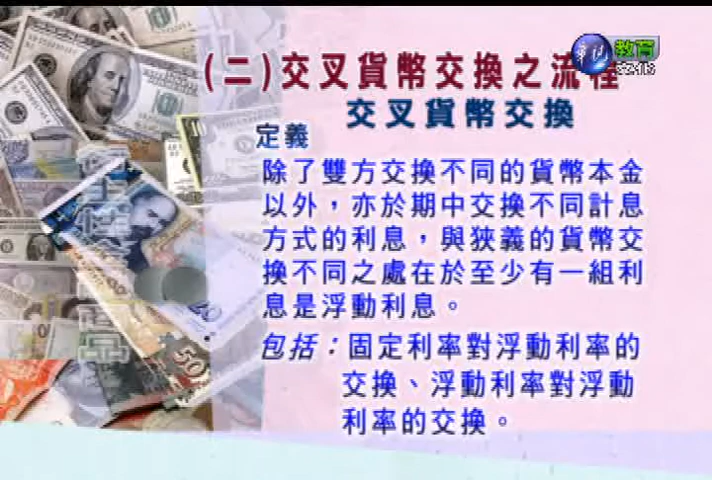 華視
教育
(二)交叉貨幣交換之流程
交叉貨幣交換
定義
除了雙方交換不同的貨幣本金
以外，亦於期中交換不同計息
方式的利息，與狹義的貨幣交
換不同之處在於至少有一組利
息是浮動利息。
包括：固定利率對浮動利率的
交換、浮動利率對浮動
利率的交換。